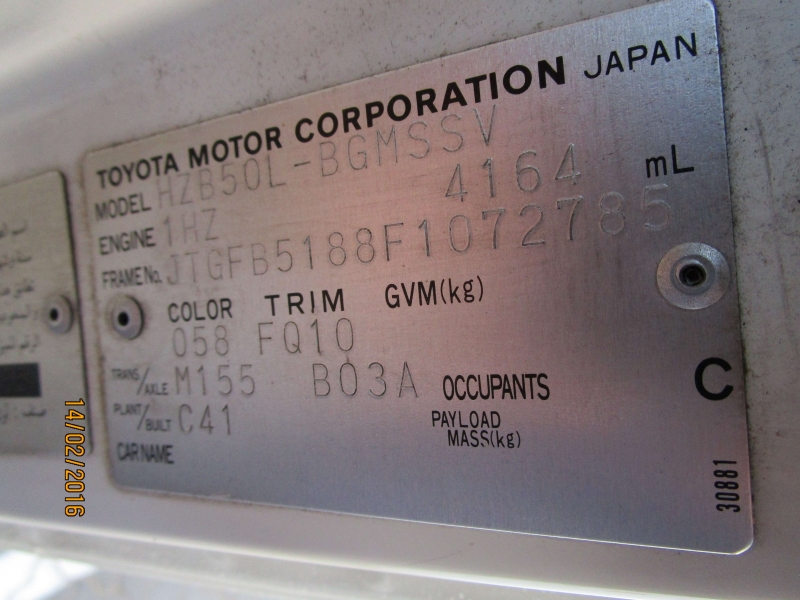 TOYOTA MOTOR CORPORATION JAPAN
MODEL HZB50L-BGMSSV
ENGINE 1HZ 4164 mL
FRAME No. JTGFB5188F1072785
COLOR TRIM GVM(kg)
058 FQ10
TRANS/AXLE M155 B03A OCCUPANTS
C
PLANT/BUILT C41 PAYLOAD
MASS(kg)
CAR NAME
30881
14/02/2016